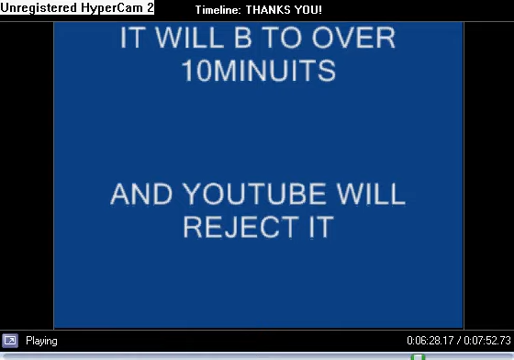 Unregistered HyperCam 2
Timeline: THANKS YOU!
IT WILL B TO OVER
10MINUITS
AND YOUTUBE WILL
REJECT IT
Playing
0:06:28.17 / 0:07:52.73